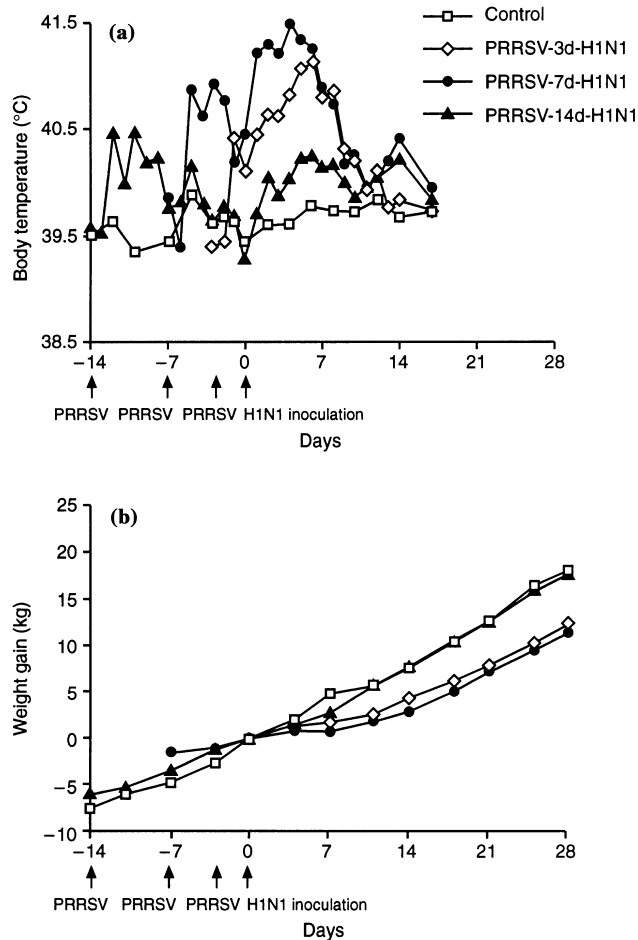 (a)
Control
PRRSV-3d-H1N1
PRRSV-7d-H1N1
PRRSV-14d-H1N1
Body temperature (°C)
41.5
40.5
39.5
38.5
−14 −7 0 7 14 21 28
PRRSV PRRSV PRRSV H1N1 inoculation
Days
(b)
Weight gain (kg)
25
20
15
10
5
0
−5
−10
−14 −7 0 7 14 21 28
PRRSV PRRSV PRRSV H1N1 inoculation
Days